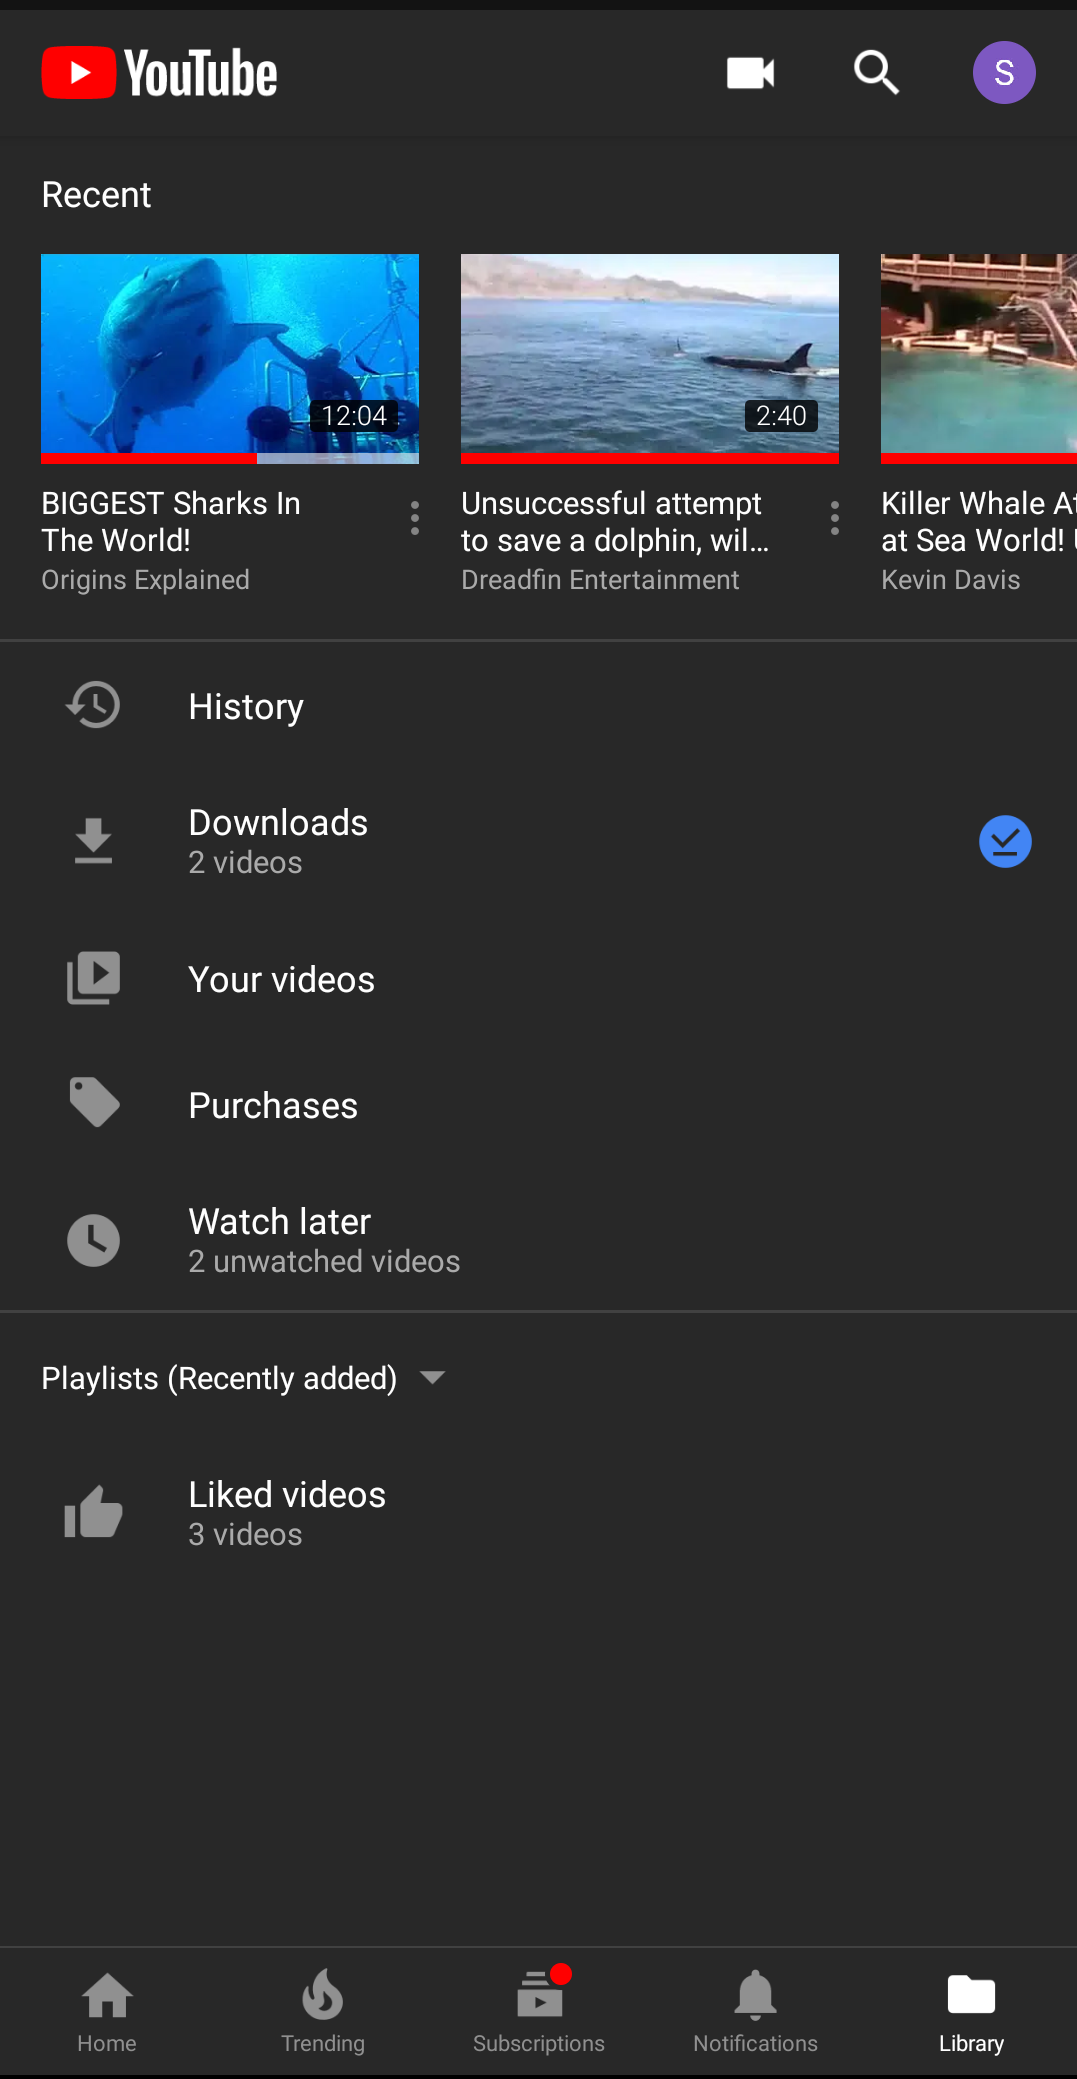 YouTube
S
Recent
12:04
2:40
BIGGEST Sharks In
The World!
Origins Explained
Unsuccessful attempt
to save a dolphin, wil...
Dreadfin Entertainment
Killer Whale At
at Sea World!
Kevin Davis
History
Downloads
2 videos
Your videos
Purchases
Watch later
2 unwatched videos
Playlists (Recently added)
Liked videos
3 videos
Home
Trending
Subscriptions
Notifications
Library